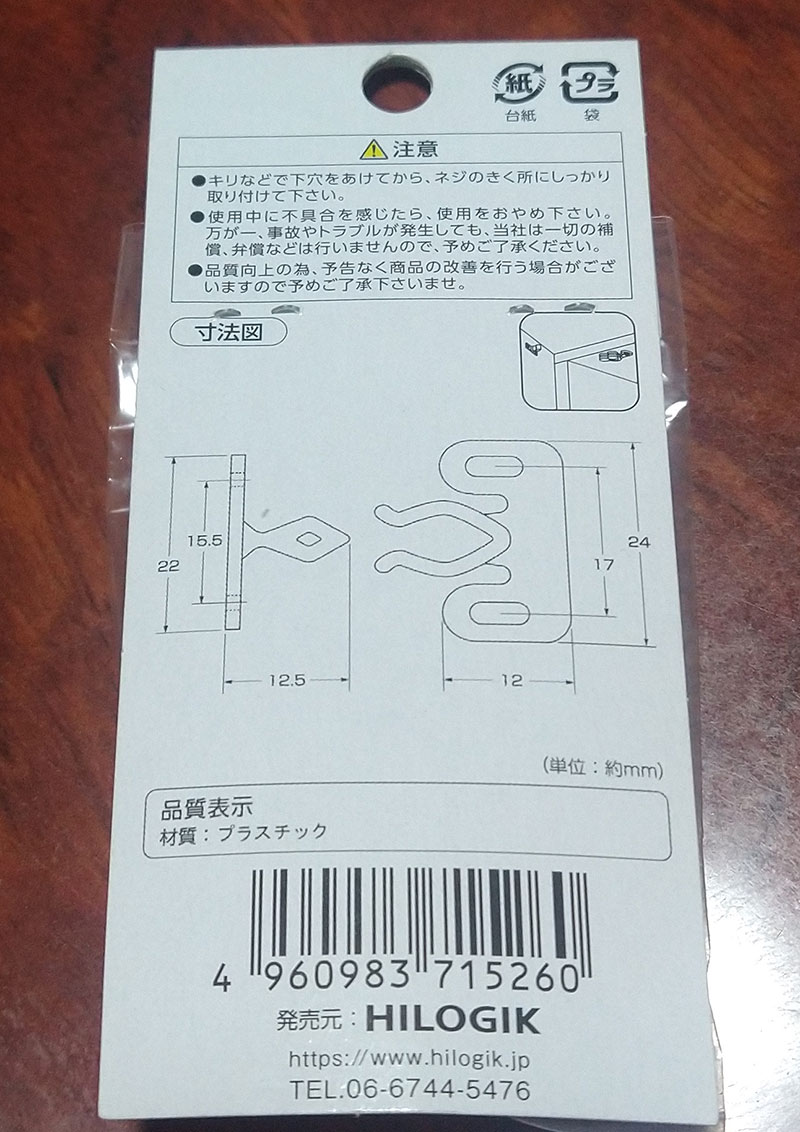 紙 プラ
台紙 袋
注意
●キリなどで下穴をあけてから、ネジのきく所にしっかり
取り付けて下さい。
●使用中に不具合を感じたら、使用をおやめ下さい。
万が一、事故やトラブルが発生しても、当社は一切の補
償、弁償などは行いませんので、予めご了承ください。
●品質向上の為、予告なく商品の改善を行う場合がござ
いますので予めご了承下さいませ。
寸法図
22
15.5
12.5
17
24
12
(単位：約mm)
品質表示
材質：プラスチック
4 960983 715260
発売元：HILOGIK
https://www.hilogik.jp
TEL.06-6744-5476